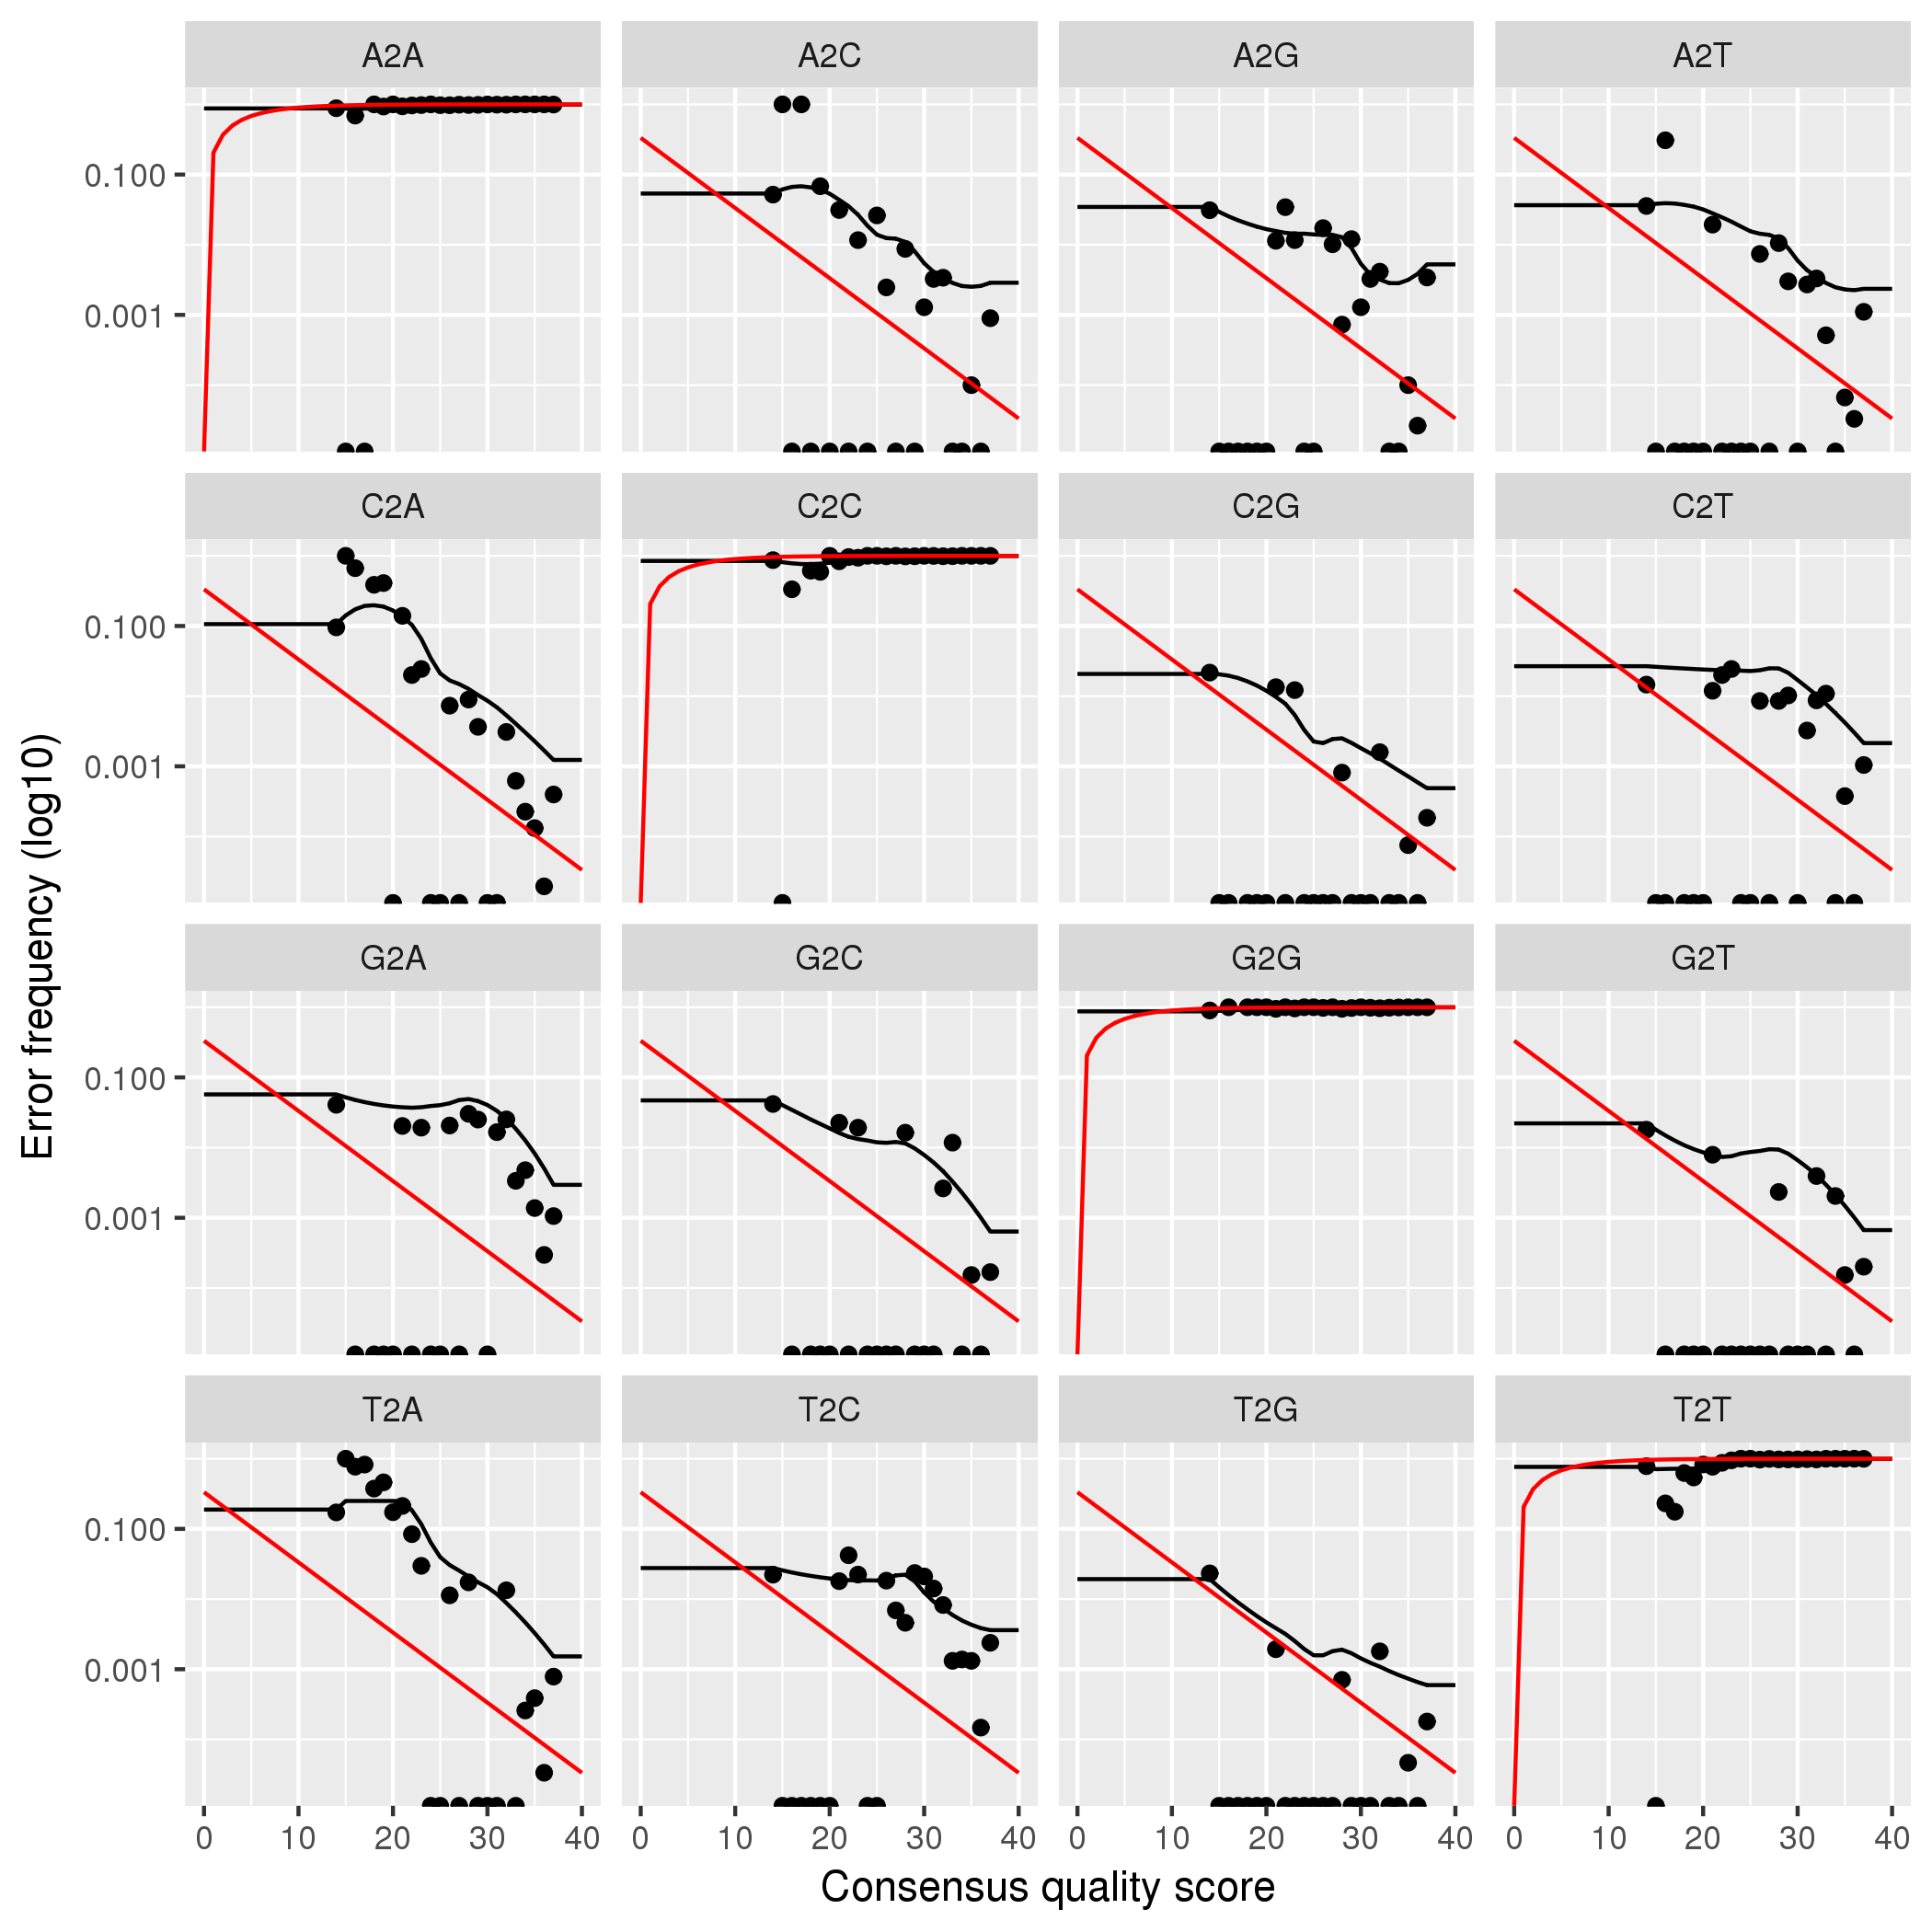 A2A A2C A2G A2T
0.100
0.001
C2A C2C C2G C2T
0.100
0.001
G2A G2C G2G G2T
0.100
0.001
T2A T2C T2G T2T
0.100
0.001
0 10 20 30 40 0 10 20 30 40 0 10 20 30 40 0 10 20 30 40
Consensus quality score
Error frequency (log10)